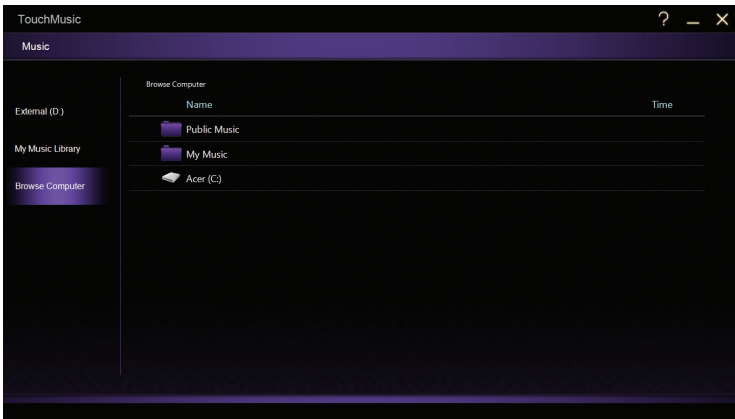 TouchMusic ?
Music
Browse Computer
Name Time
External (D:)
Public Music
My Music Library
My Music
Acer (C:)
Browse Computer